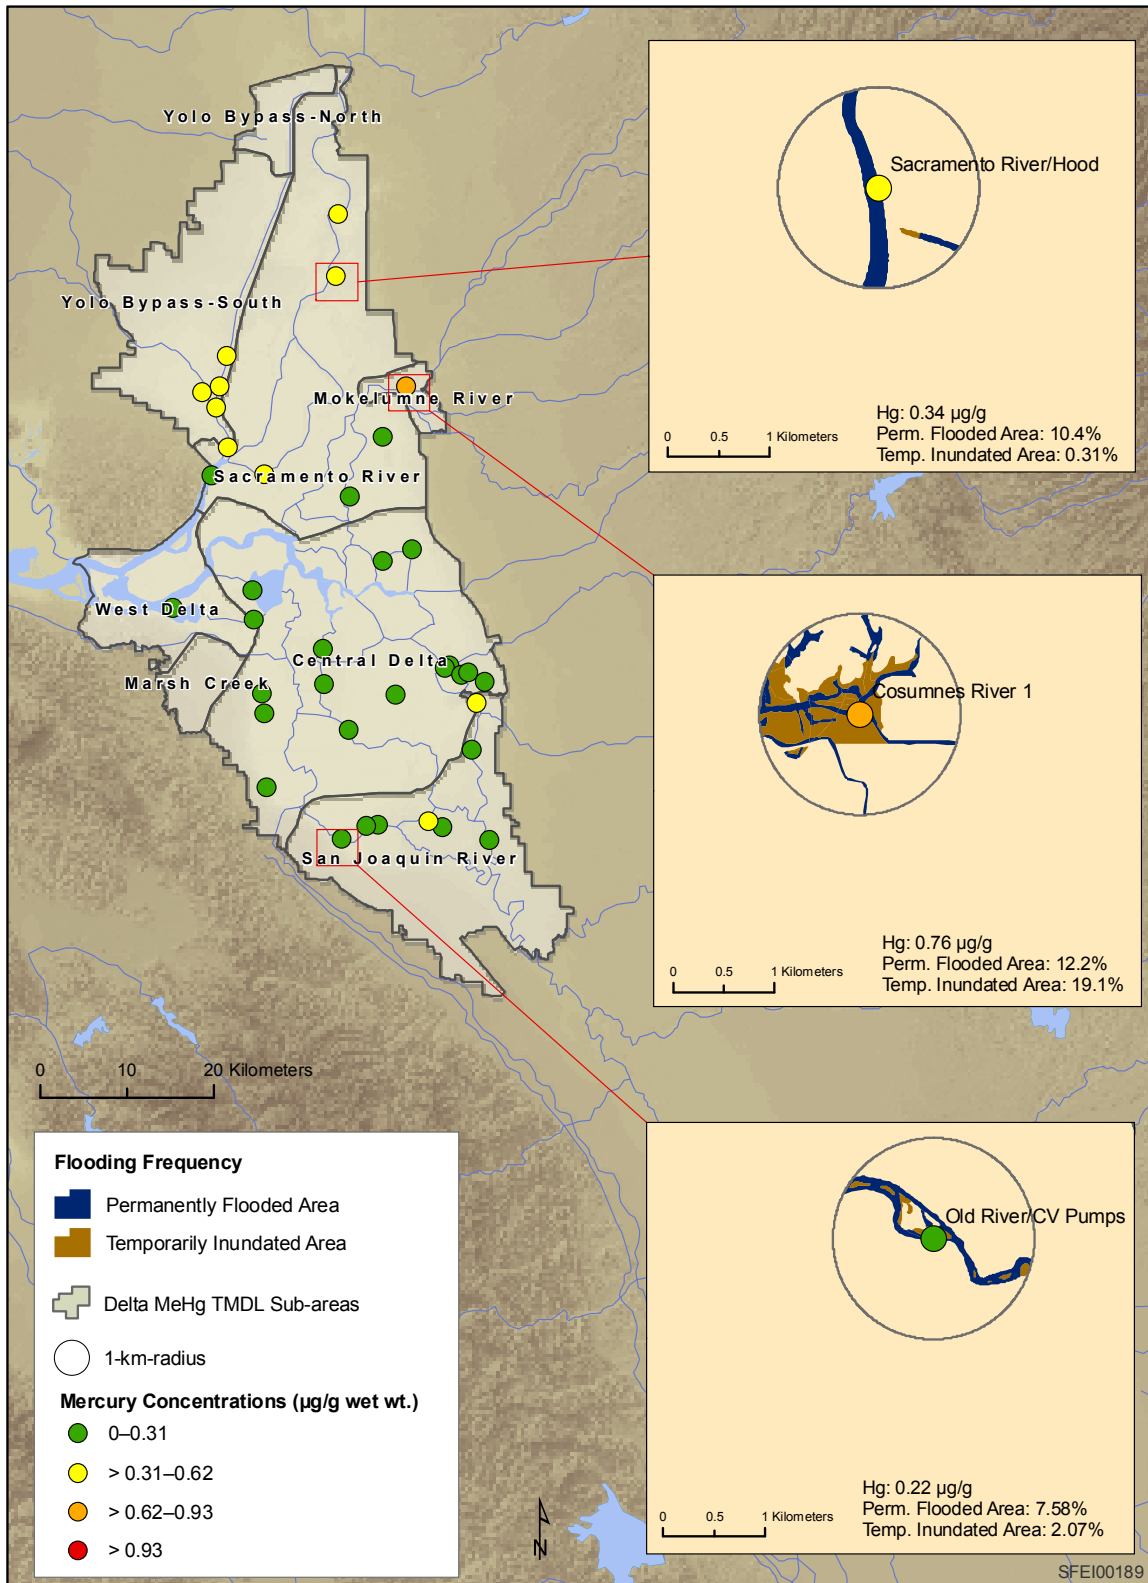 Yolo Bypass-North
Yolo Bypass-South
Mokelumne River
Sacramento River
West Delta
Central Delta
Marsh Creek
San Joaquin River
Sacramento River/Hood
Hg: 0.34 µg/g
Perm. Flooded Area: 10.4%
Temp. Inundated Area: 0.31%
0 0.5 1 Kilometers
Cosumnes River 1
Hg: 0.76 µg/g
Perm. Flooded Area: 12.2%
Temp. Inundated Area: 19.1%
0 0.5 1 Kilometers
Old River/CV Pumps
Hg: 0.22 µg/g
Perm. Flooded Area: 7.58%
Temp. Inundated Area: 2.07%
0 0.5 1 Kilometers
0 10 20 Kilometers
Flooding Frequency
Permanently Flooded Area
Temporarily Inundated Area
Delta MeHg TMDL Sub-areas
1-km-radius
Mercury Concentrations (µg/g wet wt.)
0–0.31
> 0.31–0.62
> 0.62–0.93
> 0.93
N
SFEI00189